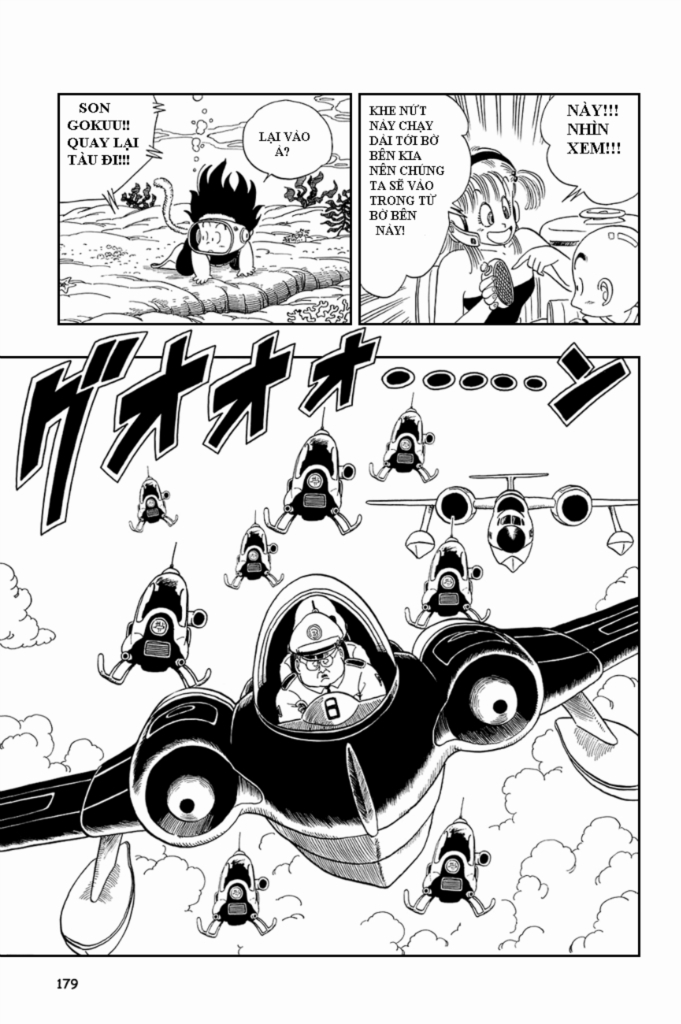 NÀY!!!
NHÌN
XEM!!!
KHE NỨT
NÀY CHẠY
DÀI TỚI BỜ
BÊN KIA
NÊN CHÚNG
TA SẼ VÀO
TRONG TỪ
BỜ BÊN
NÀY!
LẠI VÀO
Á?
SON
GOKUU!!
QUAY LẠI
TÀU ĐI!!!
グオオオ・・・・・ン
179